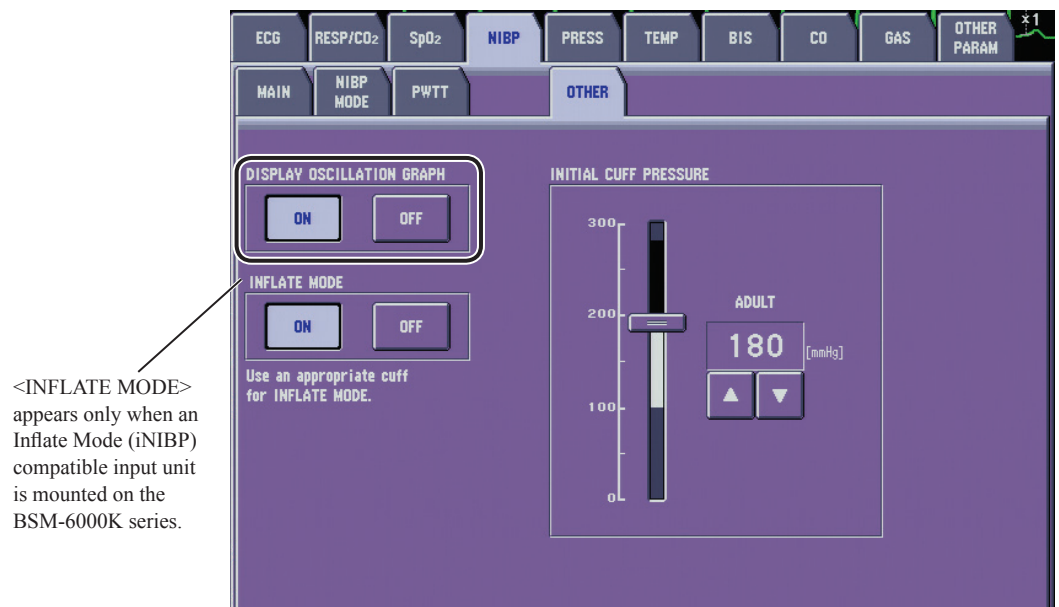 ECG RESP/CO2 SpO2 NIBP PRESS TEMP BIS CO GAS OTHER PARAM
×1
MAIN NIBP MODE PWTT OTHER
DISPLAY OSCILLATION GRAPH
ON OFF
INFLATE MODE
ON OFF
Use an appropriate cuff
for INFLATE MODE.
INITIAL CUFF PRESSURE
300
200
100
0
ADULT
180 [mmHg]
<INFLATE MODE>
appears only when an
Inflate Mode (iNIBP)
compatible input unit
is mounted on the
BSM-6000K series.